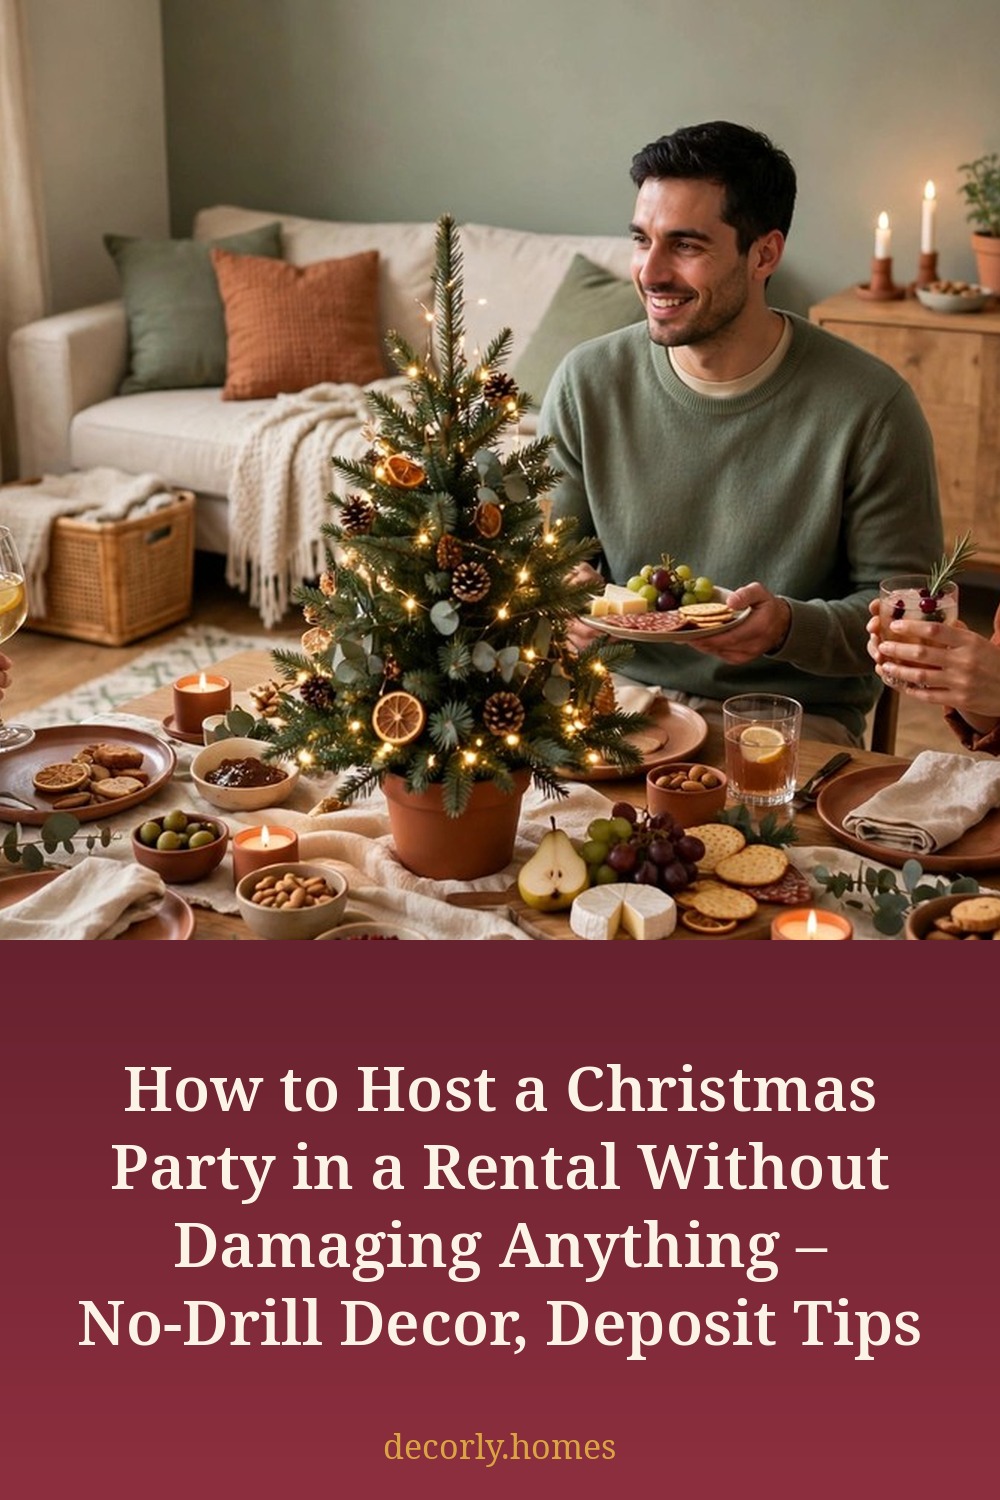 How to Host a Christmas
Party in a Rental Without
Damaging Anything –
No-Drill Decor, Deposit Tips
decorly.homes